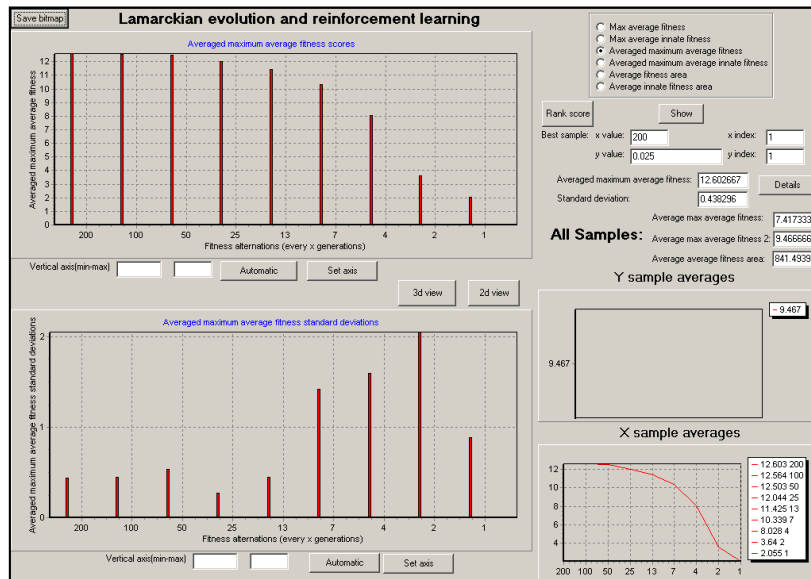 Save bitmap
Lamarckian evolution and reinforcement learning
Averaged maximum average fitness scores
Averaged maximum average fitness
12
11
10
9
8
7
6
5
4
3
2
1
0
200 100 50 25 13 7 4 2 1
Fitness alternations (every x generations)
Vertical axis(min-max)
Automatic
Set axis
3d view
2d view
Averaged maximum average fitness standard deviations
Averaged maximum average fitness standard deviations
2
1
0
200 100 50 25 13 7 4 2 1
Fitness alternations (every x generations)
Vertical axis(min-max)
Automatic
Set axis
Max average fitness
Max average innate fitness
Averaged maximum average fitness
Averaged maximum average innate fitness
Average fitness area
Average innate fitness area
Rank score
Show
Best sample: x value: 200 x index: 1
y value: 0.025 y index: 1
Averaged maximum average fitness: 12.602667
Standard deviation: 0.438296
Details
All Samples:
Average max average fitness: 7.417333
Average max average fitness 2: 9.466666
Average average fitness area: 841.4939
Y sample averages
9.467
9.467
X sample averages
12
10
8
6
4
200 100 50 25 13 7 4 2 1
12.603 200
12.564 100
12.503 50
12.044 25
11.425 13
10.339 7
8.028 4
3.64 2
2.055 1